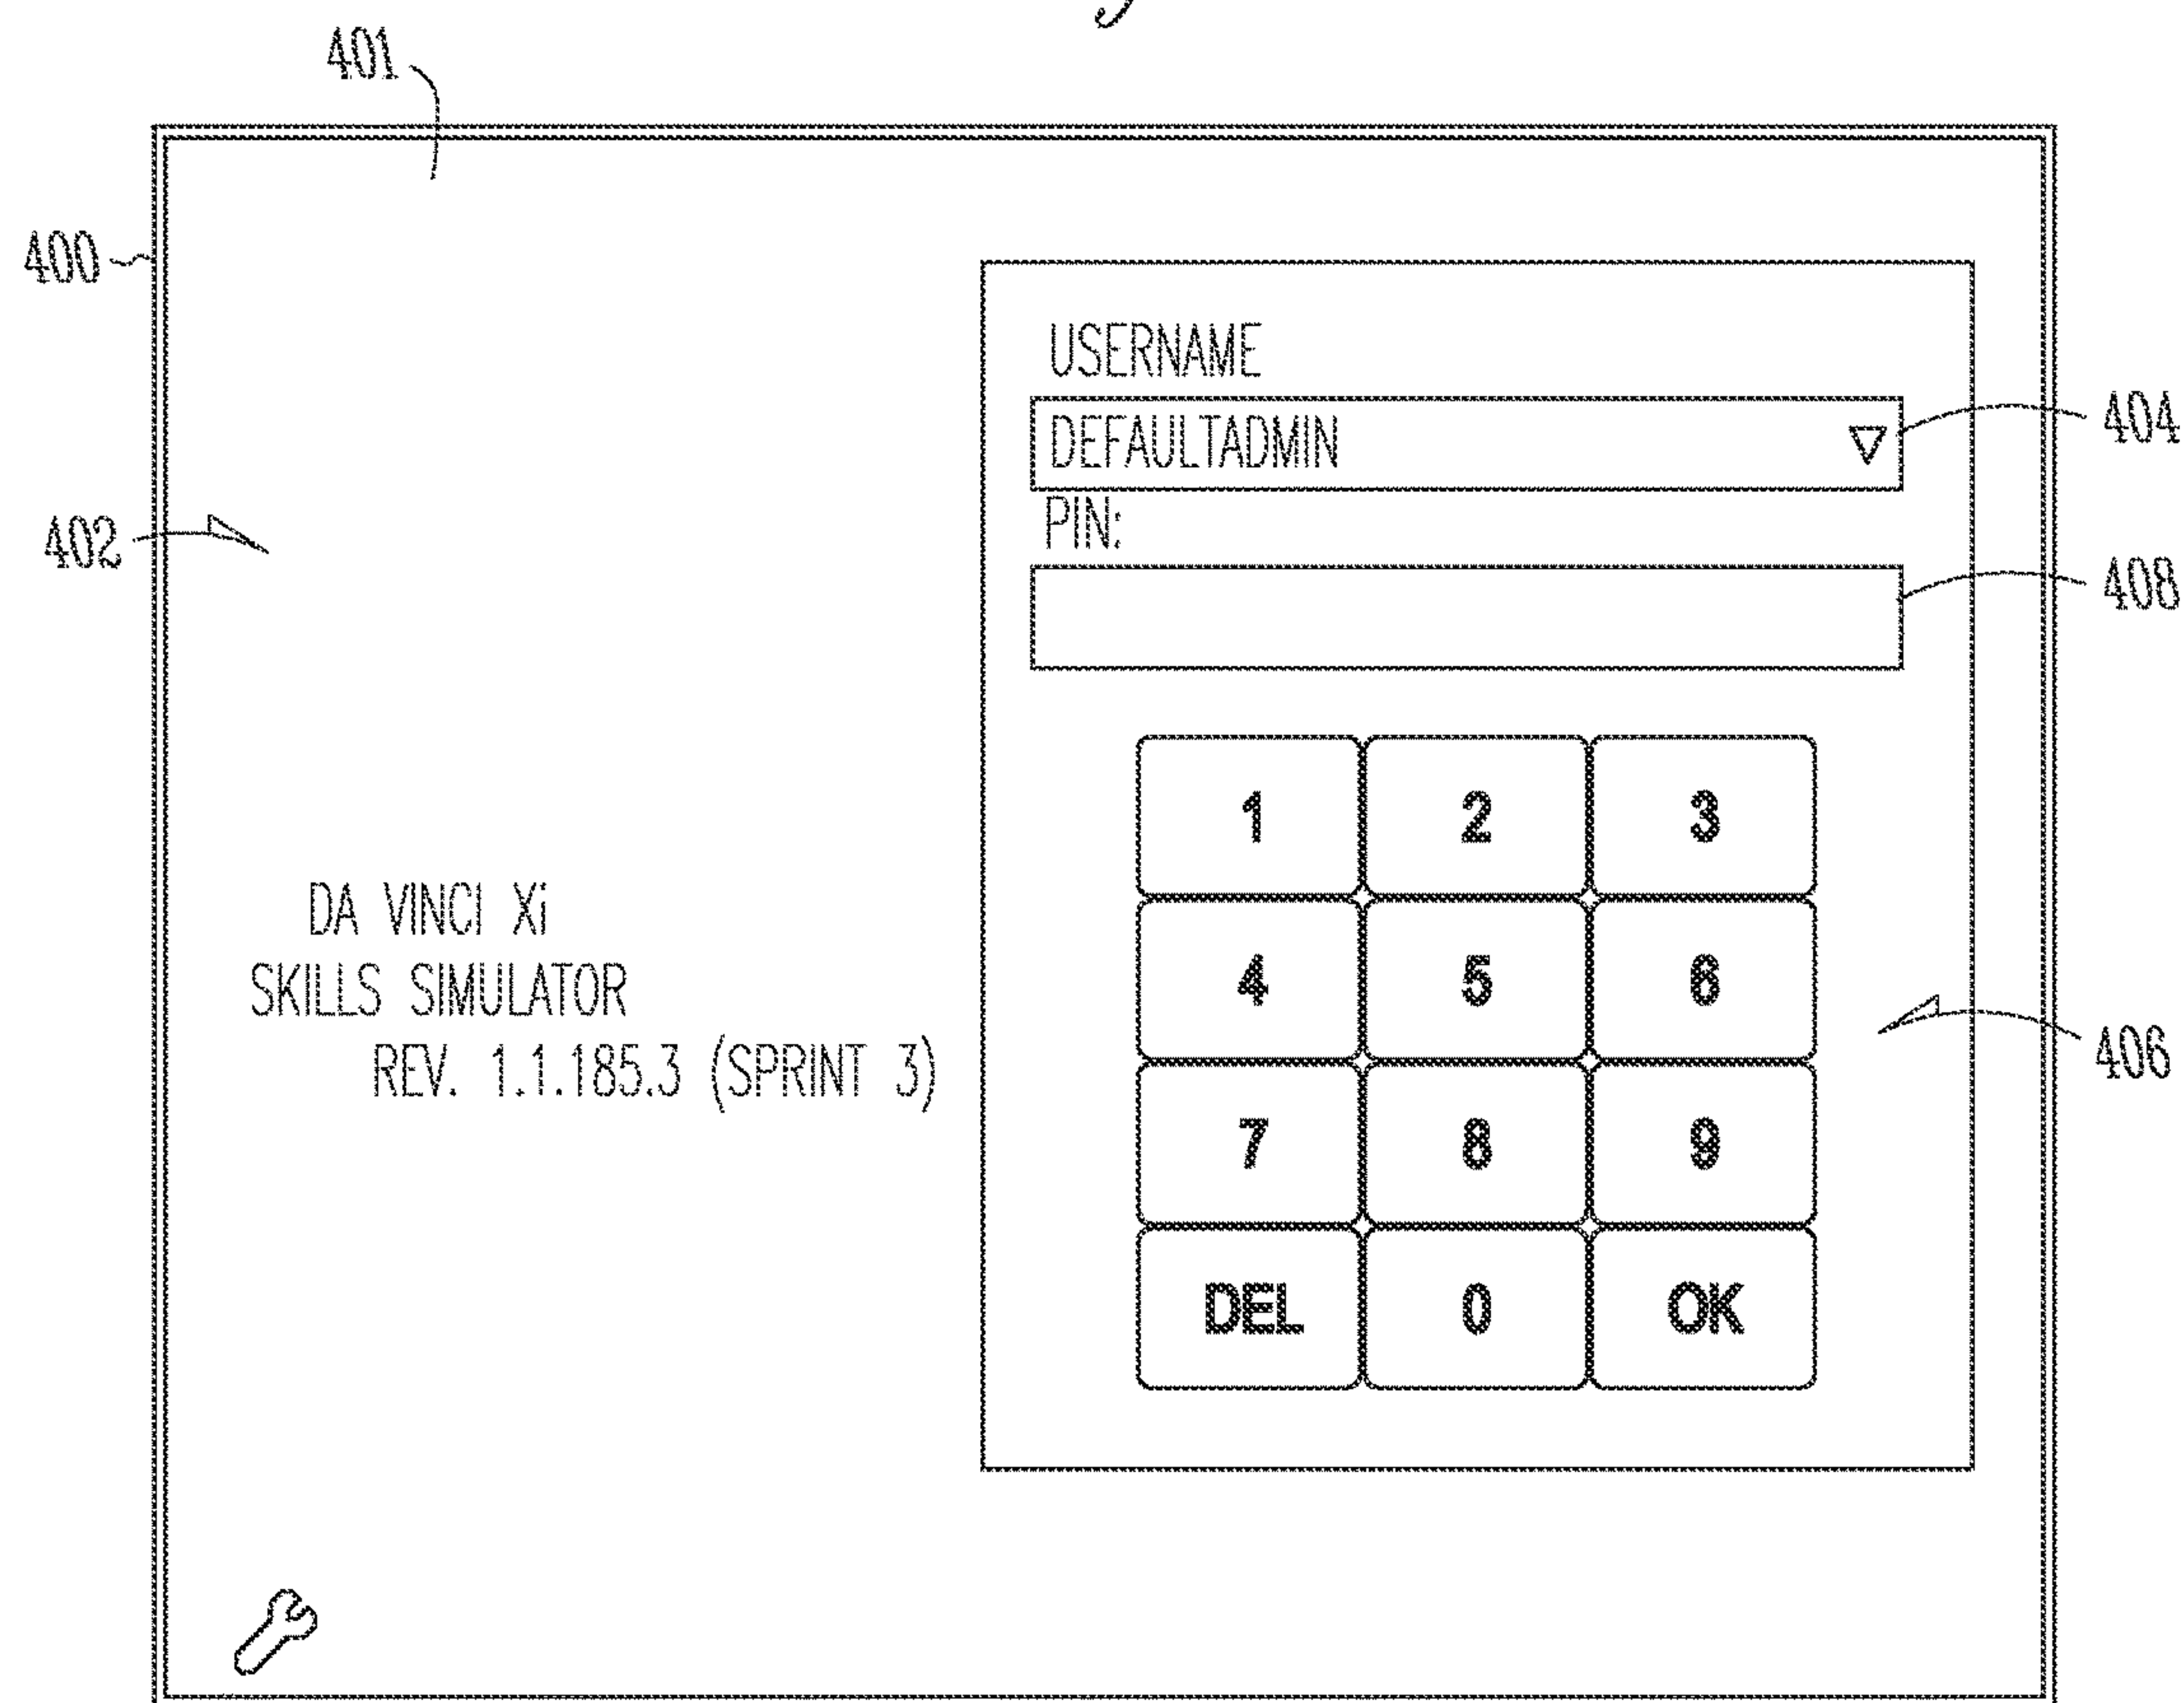 401
400
USERNAME
DEFAULTADMIN
404
PIN:
402
408
1 2 3
DA VINCI Xi
4 5 6
SKILLS SIMULATOR
406
REV. 1.1.185.3 (SPRINT 3)
7 8 9
DEL 0 OK